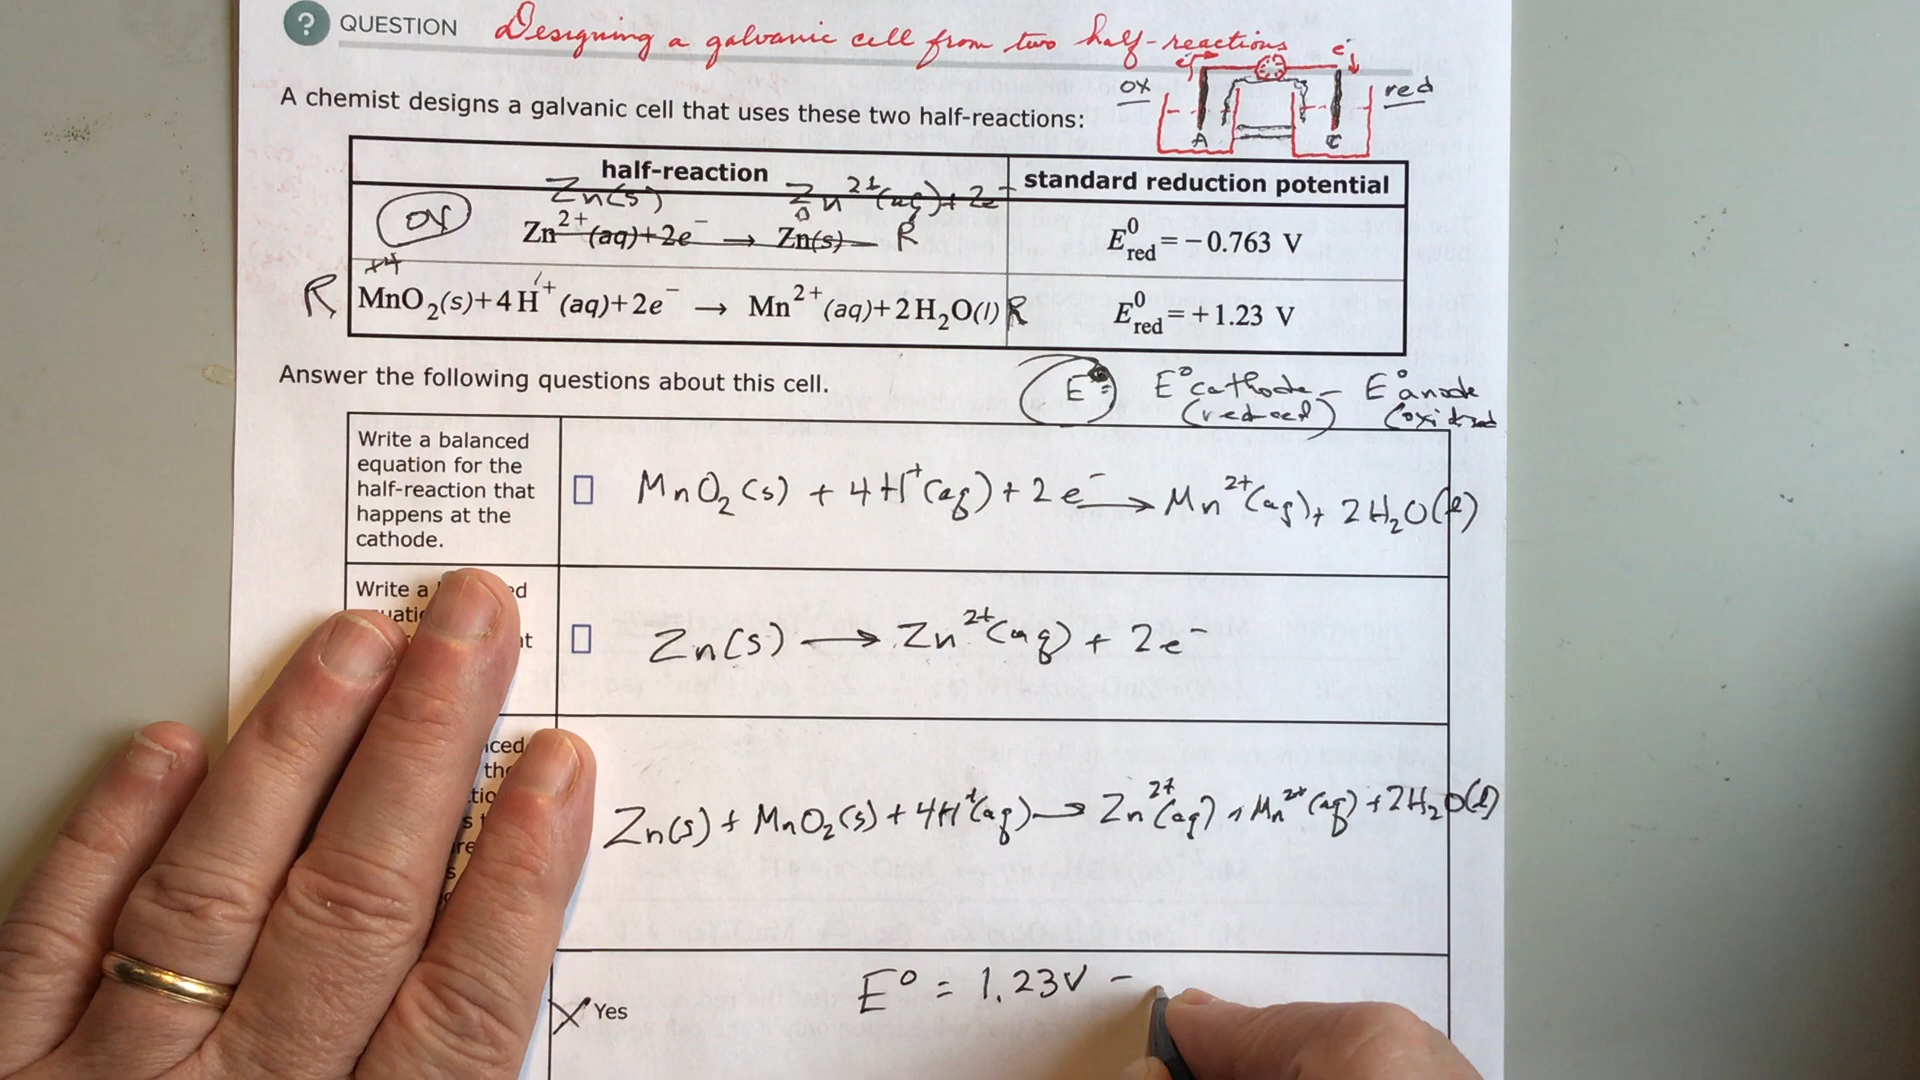 ? QUESTION Designing a galvanic cell from two half-reactions
e⁻ e⁻
ox red
A C
A chemist designs a galvanic cell that uses these two half-reactions:
half-reaction standard reduction potential
Zn(s) Zn²⁺(aq)+2e⁻
ox Zn²⁺(aq)+2e⁻ → Zn(s) R E⁰red = −0.763 V
+4
R MnO₂(s)+4H⁺(aq)+2e⁻ → Mn²⁺(aq)+2H₂O(l) R E⁰red = +1.23 V
Answer the following questions about this cell.
E° = E°cathode − E°anode
(reduced) (oxidized
Write a balanced
equation for the
half-reaction that
happens at the
cathode.
MnO₂(s) + 4H⁺(aq) + 2e⁻ → Mn²⁺(aq) + 2H₂O(l)
Write a
Zn(s) → Zn²⁺(aq) + 2e⁻
Zn(s) + MnO₂(s) + 4H⁺(aq) → Zn²⁺(aq) + Mn²⁺(aq) + 2H₂O(l)
E⁰ = 1.23V −
X Yes